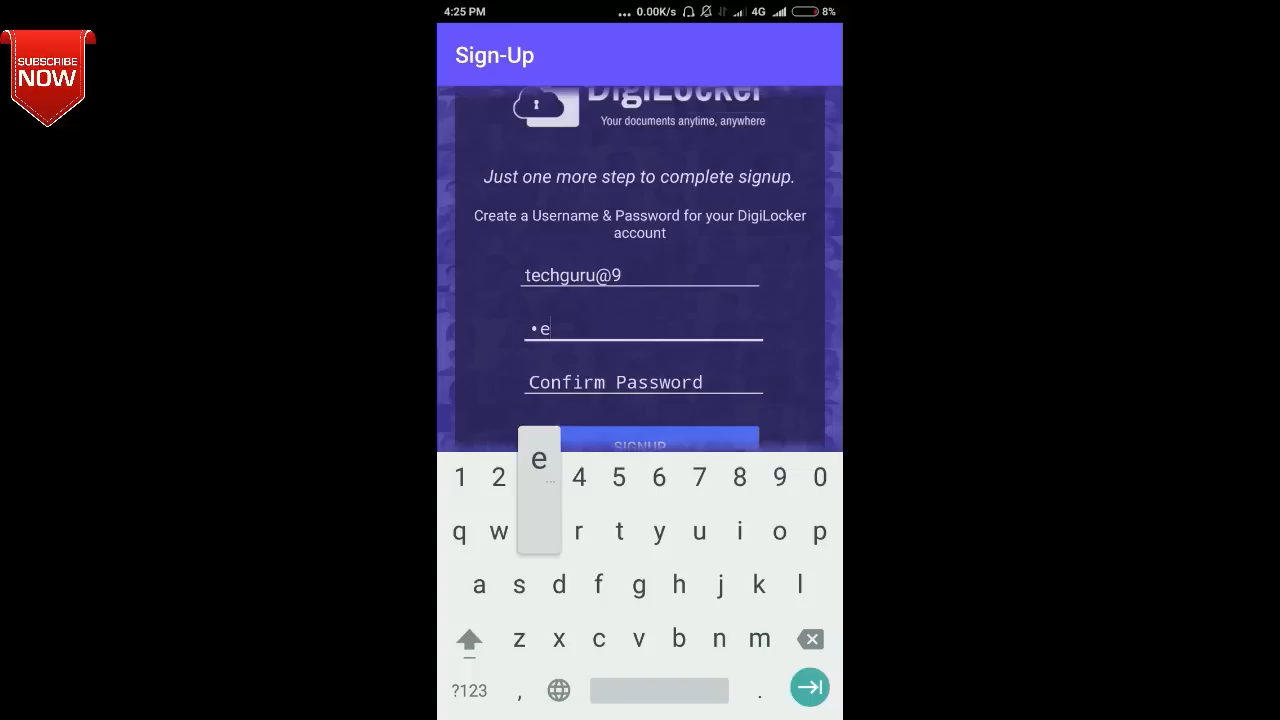 4:25 PM ... 0.00K/s 4G 8%
SUBSCRIBE
NOW
Sign-Up
DigiLocker
Your documents anytime, anywhere
Just one more step to complete signup.
Create a Username & Password for your DigiLocker
account
techguru@9
•e
Confirm Password
SIGNUP
e
...
1 2 4 5 6 7 8 9 0
q w r t y u i o p
a s d f g h j k l
z x c v b n m
?123 , .